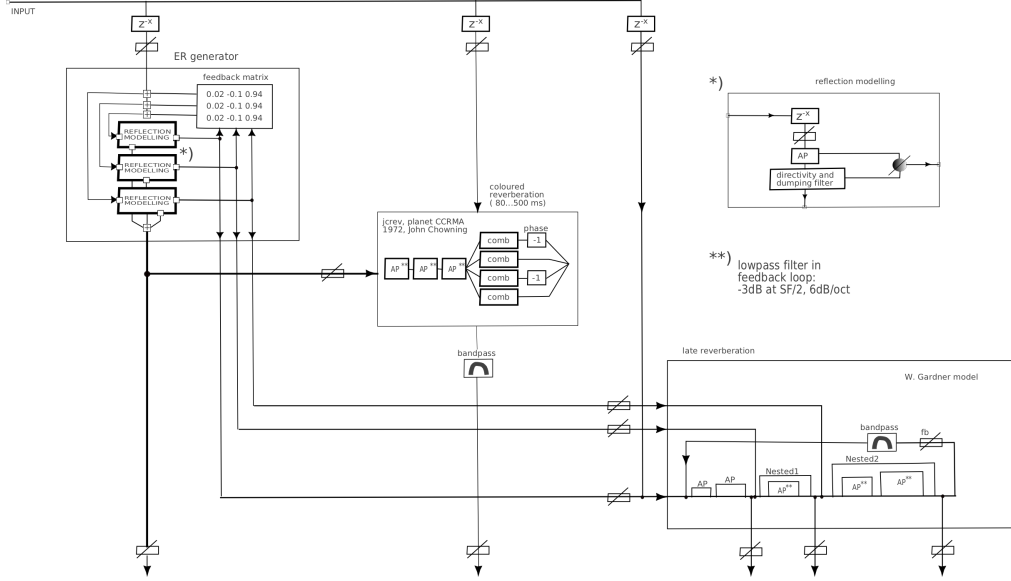 INPUT
z-x
z-x
z-x
ER generator
feedback matrix
0.02 -0.1 0.94
0.02 -0.1 0.94
0.02 -0.1 0.94
REFLECTION
MODELLING
*)
REFLECTION
MODELLING
REFLECTION
MODELLING
*)
reflection modelling
z-x
AP
directivity and
dumping filter
coloured
reverberation
( 80...500 ms)
jcrev, planet CCRMA
1972, John Chowning
phase
comb
-1
comb
AP**
AP**
AP**
comb
-1
comb
**)
lowpass filter in
feedback loop:
-3dB at SF/2, 6dB/oct
bandpass
late reverberation
W. Gardner model
bandpass
fb
Nested1
Nested2
AP
AP
AP**
AP**
AP**